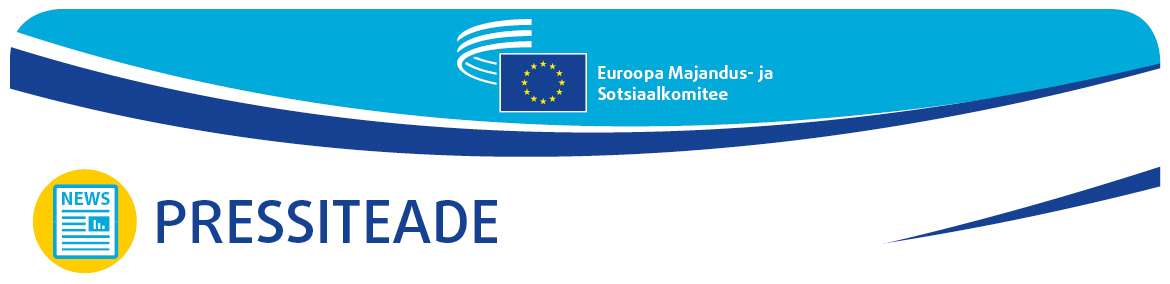 Euroopa Majandus- ja
Sotsiaalkomitee
NEWS
PRESSITEADE